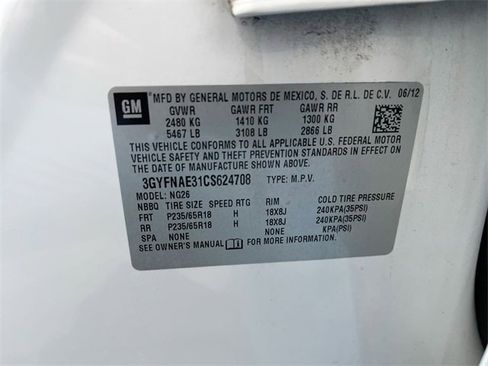 GM
MFD BY GENERAL MOTORS DE MEXICO, S. DE R.L. DE C.V. 06/12
GVWR GAWR FRT GAWR RR
2480 KG 1410 KG 1300 KG
5467 LB 3108 LB 2866 LB
THIS VEHICLE CONFORMS TO ALL APPLICABLE U.S. FEDERAL MOTOR
VEHICLE SAFETY AND THEFT PREVENTION STANDARDS IN EFFECT ON
THE DATE OF MANUFACTURE SHOWN ABOVE.
3GYFNAE31CS624708 TYPE: M.P.V.
MODEL: NG26
NBBQ TIRE SIZE SPEED RTG RIM COLD TIRE PRESSURE
FRT P235/65R18 H 18X8J 240KPA(35PSI)
RR P235/65R18 H 18X8J 240KPA(35PSI)
SPA NONE NONE KPA(PSI)
SEE OWNER'S MANUAL FOR MORE INFORMATION.